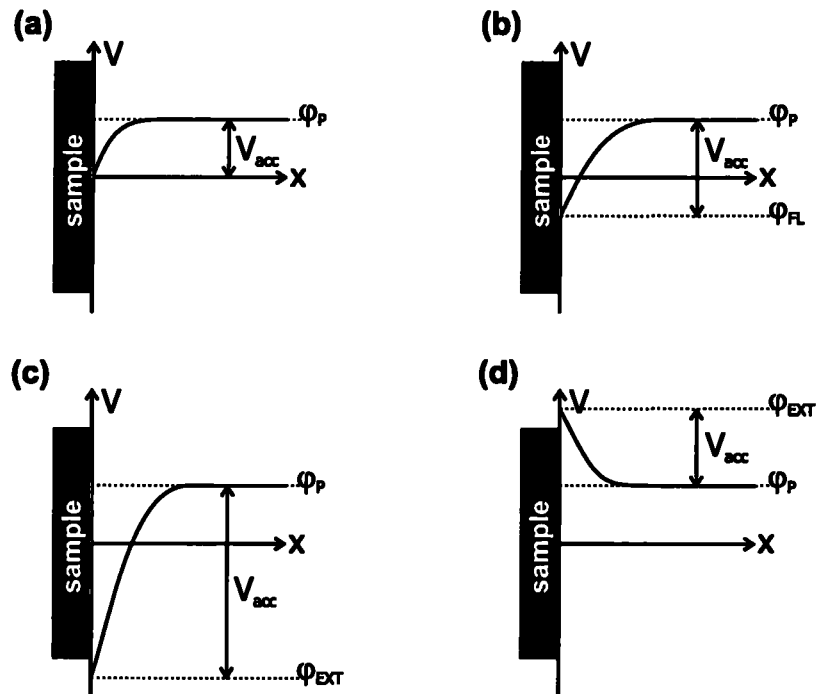 (a)
V
φP
Vacc
X
sample
(b)
V
φP
Vacc
X
φFL
sample
(c)
V
φP
X
Vacc
φEXT
sample
(d)
V
φEXT
Vacc
φP
X
sample